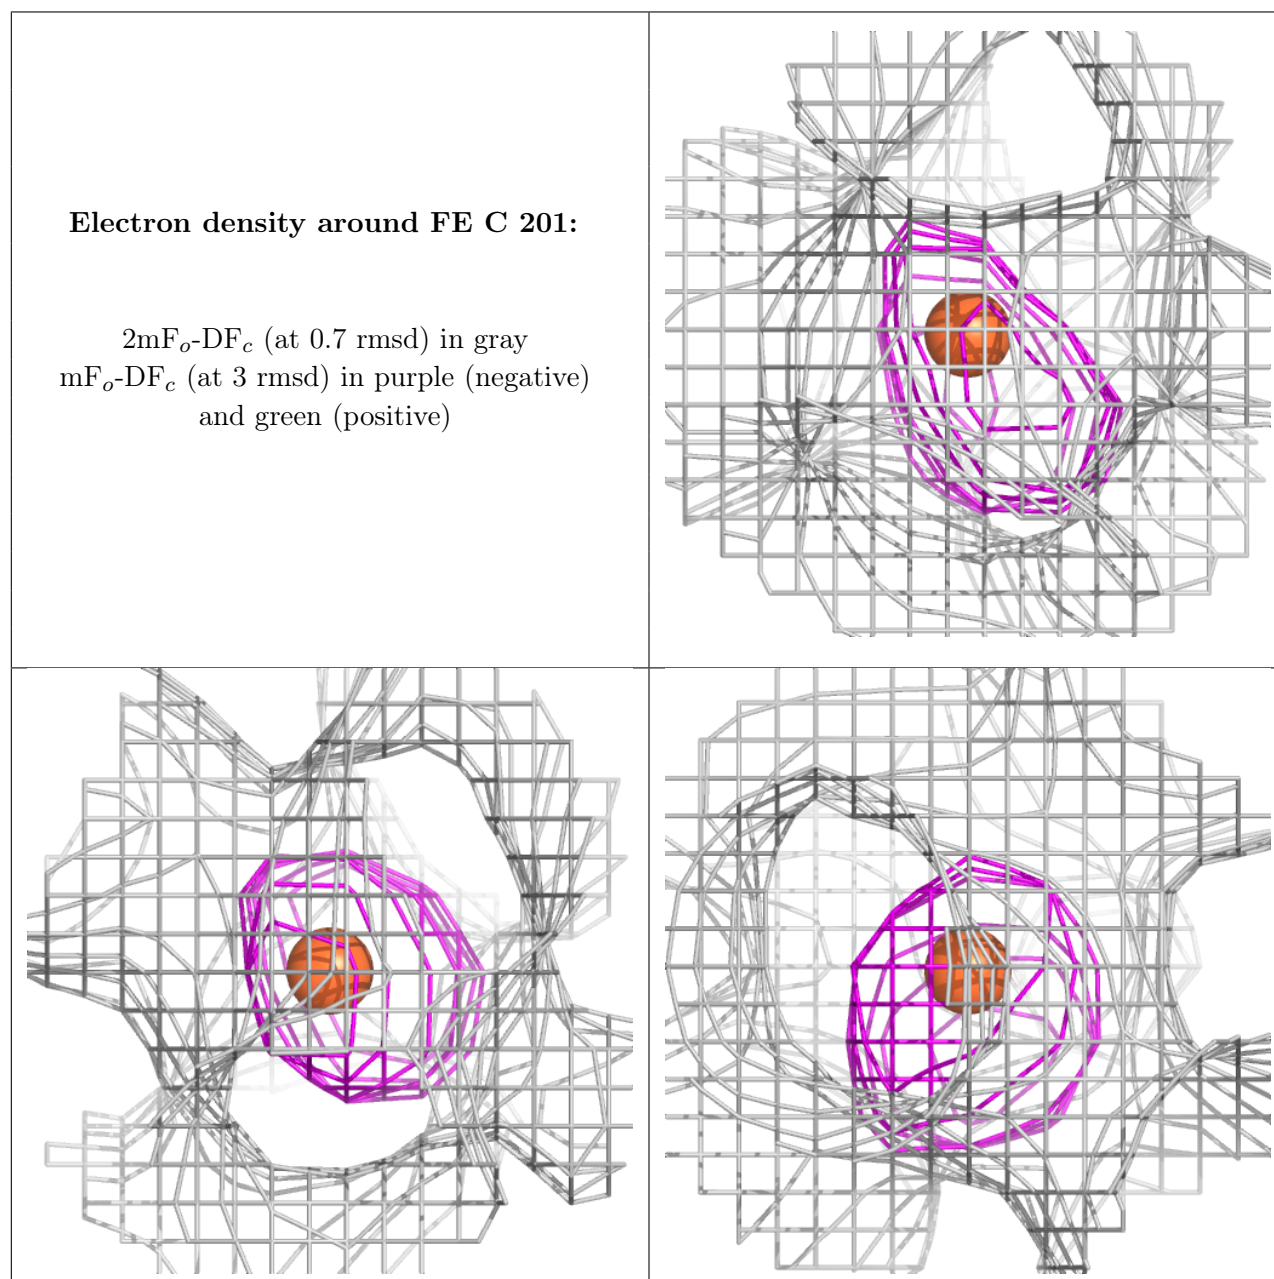 Electron density around FE C 201:
2mFo-DFc (at 0.7 rmsd) in gray
mFo-DFc (at 3 rmsd) in purple (negative)
and green (positive)